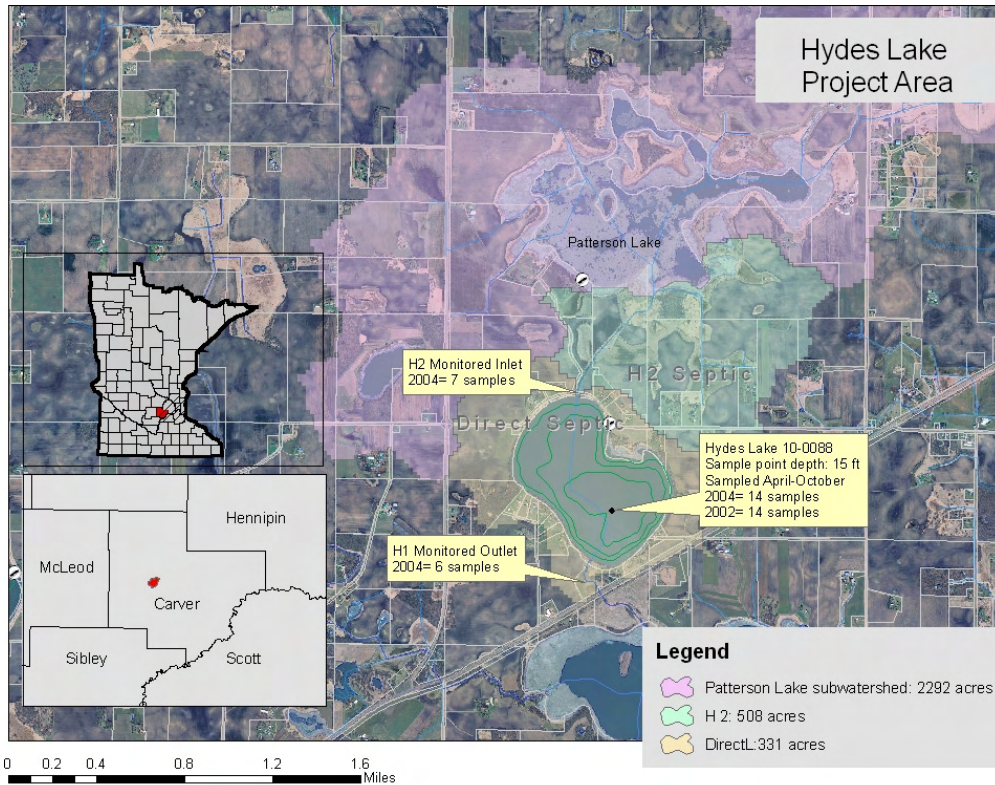 Hydes Lake
Project Area
Patterson Lake
H2 Monitored Inlet
2004= 7 samples
H2 Septic
Direct Septic
Hydes Lake 10-0088
Sample point depth: 15 ft
Sampled April-October
2004= 14 samples
2002= 14 samples
H1 Monitored Outlet
2004= 6 samples
Hennipin
McLeod
Carver
Sibley
Scott
Legend
Patterson Lake subwatershed: 2292 acres
H 2: 508 acres
DirectL:331 acres
0 0.2 0.4 0.8 1.2 1.6
Miles